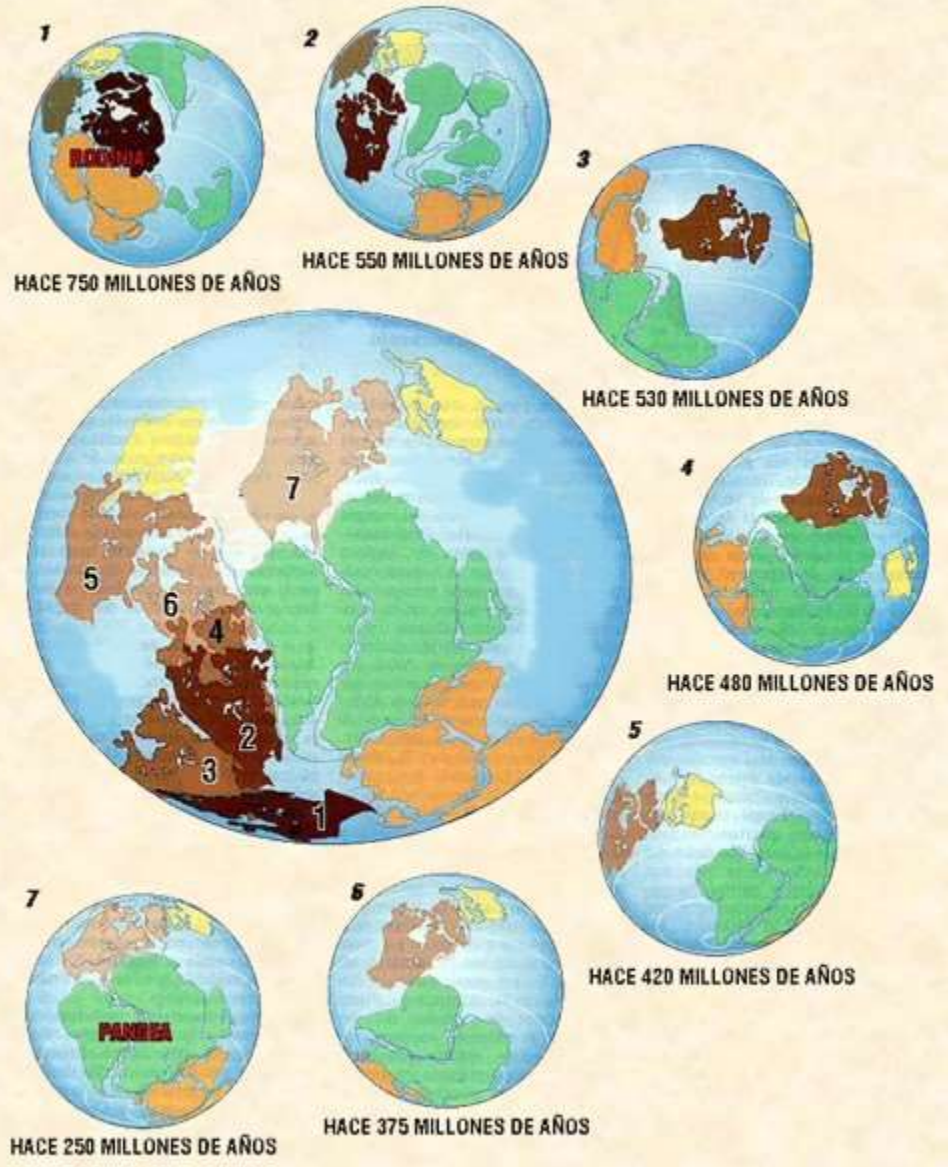 1
RODINIA
HACE 750 MILLONES DE AÑOS
2
HACE 550 MILLONES DE AÑOS
3
HACE 530 MILLONES DE AÑOS
4
HACE 480 MILLONES DE AÑOS
5
HACE 420 MILLONES DE AÑOS
7
5
6
4
2
3
1
6
HACE 375 MILLONES DE AÑOS
7
PANGEA
HACE 250 MILLONES DE AÑOS